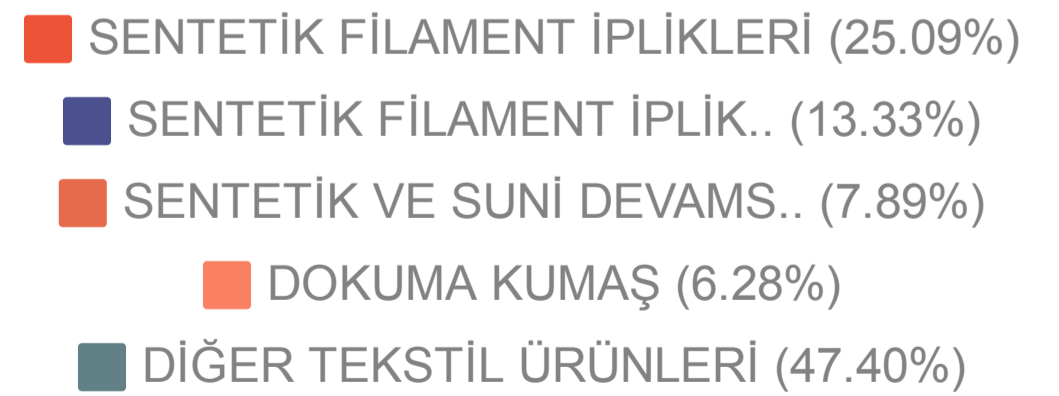 SENTETİK FİLAMENT İPLİKLERİ (25.09%)
SENTETİK FİLAMENT İPLİK.. (13.33%)
SENTETİK VE SUNİ DEVAMS.. (7.89%)
DOKUMA KUMAŞ (6.28%)
DİĞER TEKSTİL ÜRÜNLERİ (47.40%)